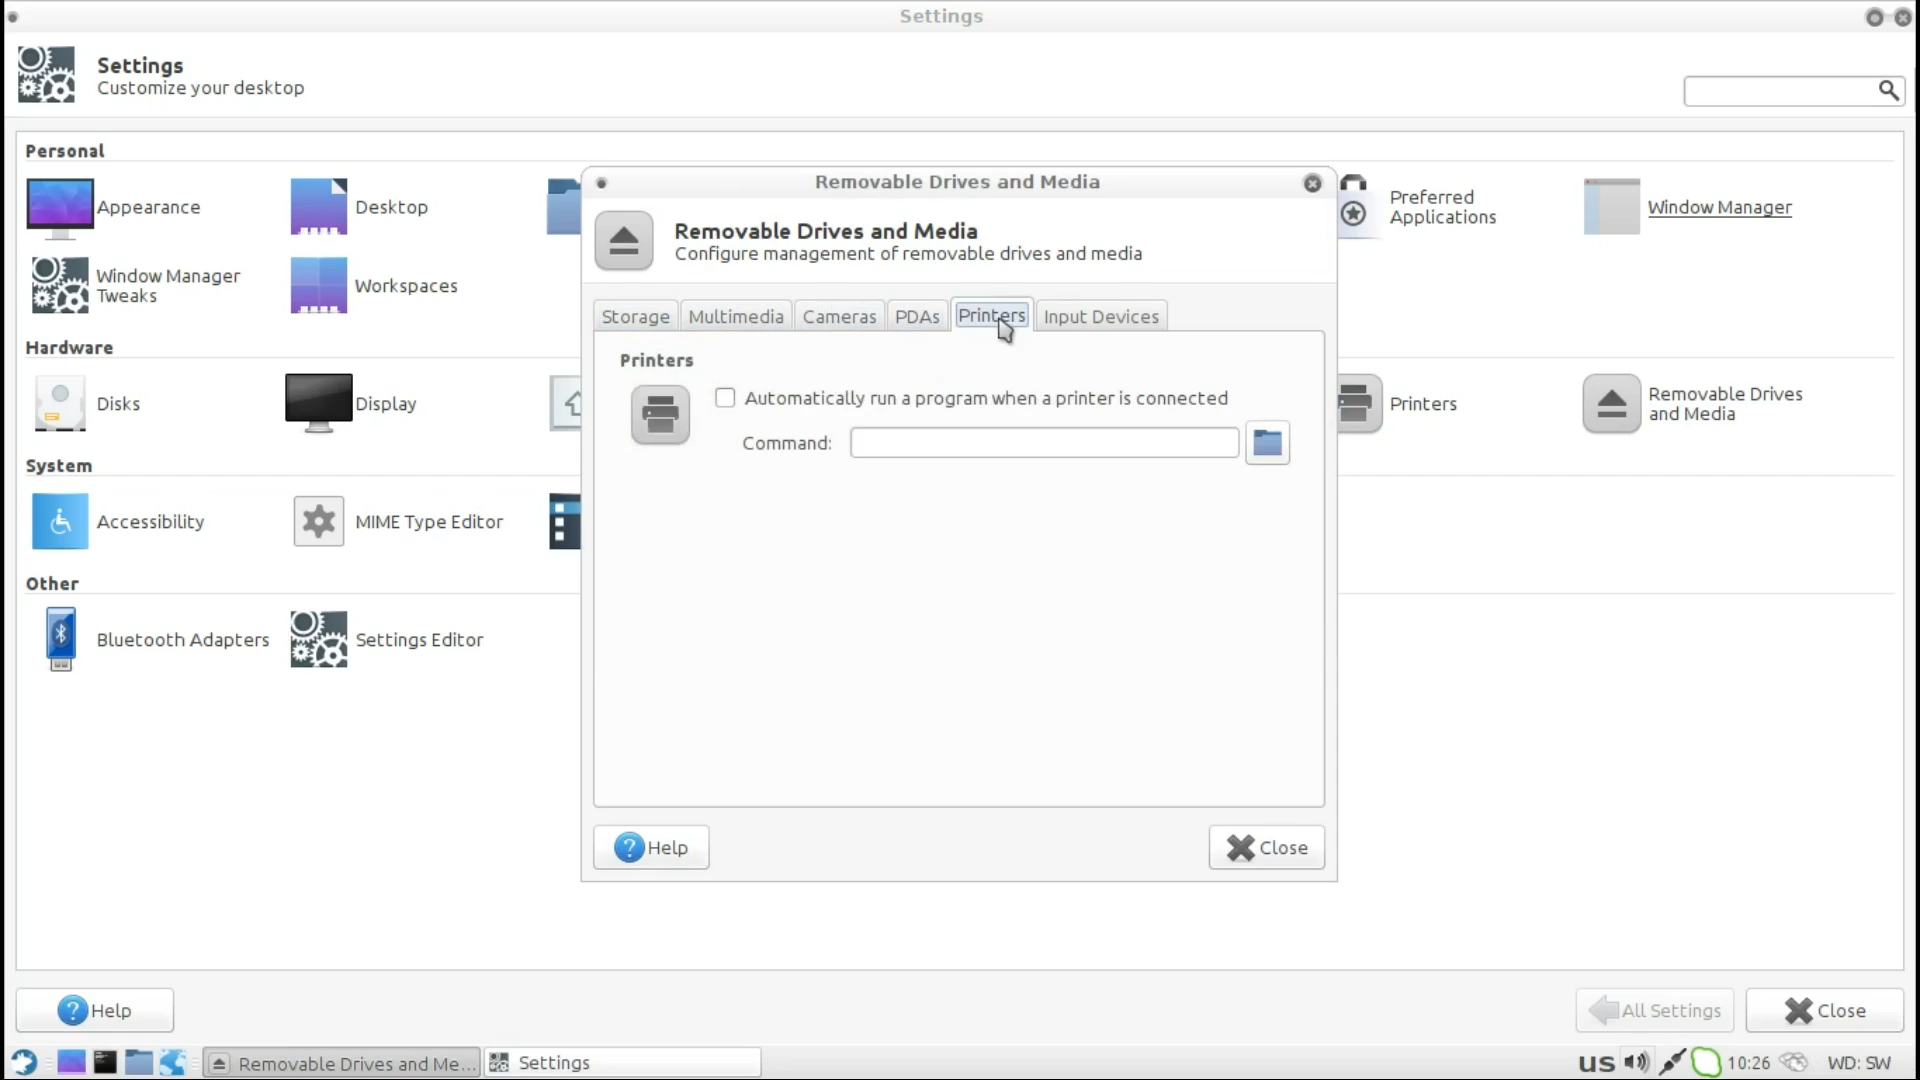 Settings
Settings
Customize your desktop
Personal
Appearance
Desktop
Preferred
Applications
Window Manager
Window Manager
Tweaks
Workspaces
Hardware
Disks
Display
Printers
Removable Drives
and Media
System
Accessibility
MIME Type Editor
Other
Bluetooth Adapters
Settings Editor
Removable Drives and Media
Removable Drives and Media
Configure management of removable drives and media
Storage
Multimedia
Cameras
PDAs
Printers
Input Devices
Printers
Automatically run a program when a printer is connected
Command:
? Help
Close
? Help
All Settings
Close
Removable Drives and Me...
Settings
us
10:26
WD: SW